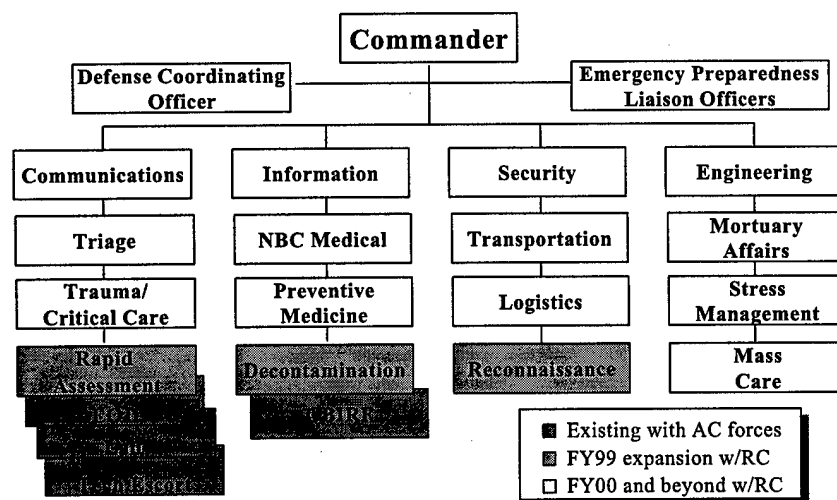 Commander
Defense Coordinating
Officer
Emergency Preparedness
Liaison Officers
Communications
Information
Security
Engineering
Triage
NBC Medical
Transportation
Mortuary
Affairs
Trauma/
Critical Care
Preventive
Medicine
Logistics
Stress
Management
Rapid
Assessment
Decontamination
Reconnaissance
Mass
Care
CBIRF
Existing with AC forces
FY99 expansion w/RC
FY00 and beyond w/RC